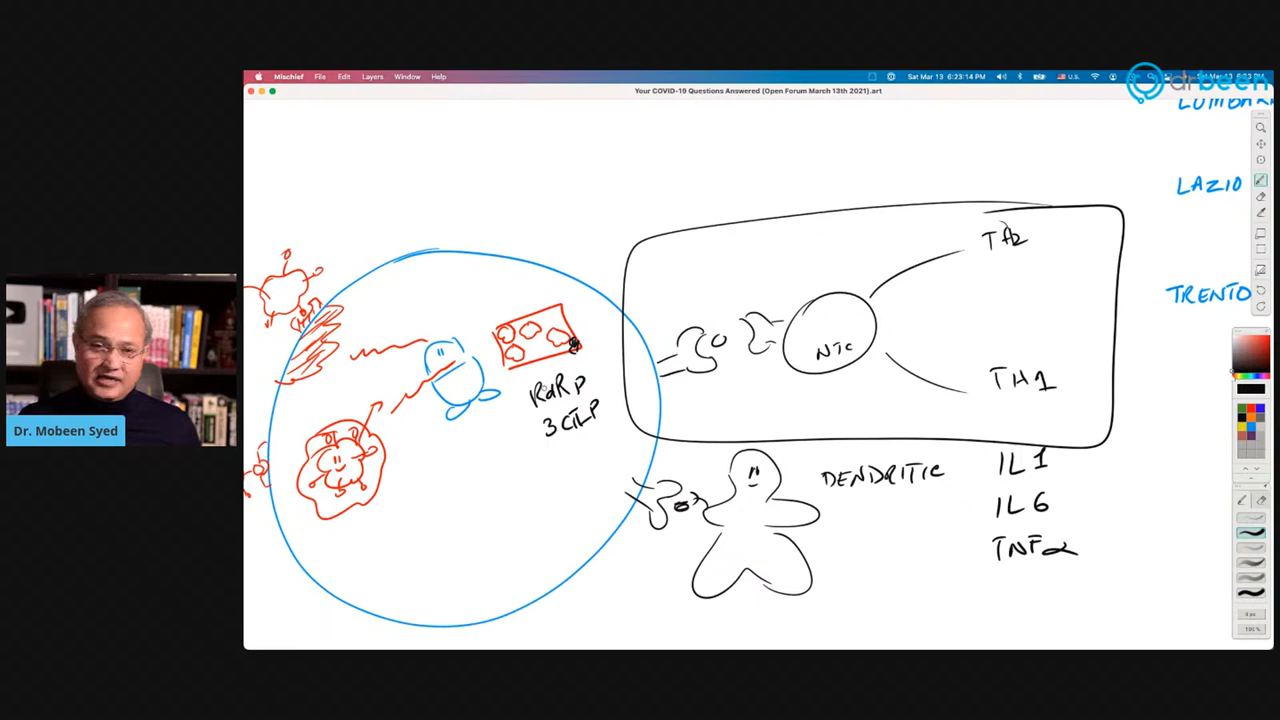 Mischief File Edit Layers Window Help
Sat Mar 13 6:23:14 PM
U.S.
Your COVID-19 Questions Answered (Open Forum March 13th 2021).art
drbeen
LAZIO
TRENTO
TH2
NTC
TH1
RdRp
3CLP
DENDRITIC
IL 1
IL 6
TNFα
Dr. Mobeen Syed